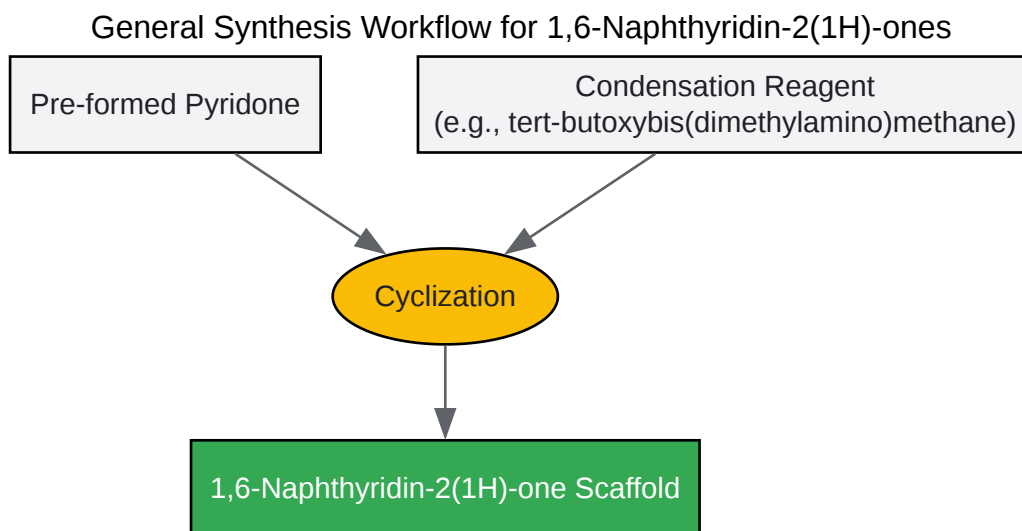 General Synthesis Workflow for 1,6-Naphthyridin-2(1H)-ones
Pre-formed Pyridone
Condensation Reagent
(e.g., tert-butoxybis(dimethylamino)methane)
Cyclization
1,6-Naphthyridin-2(1H)-one Scaffold